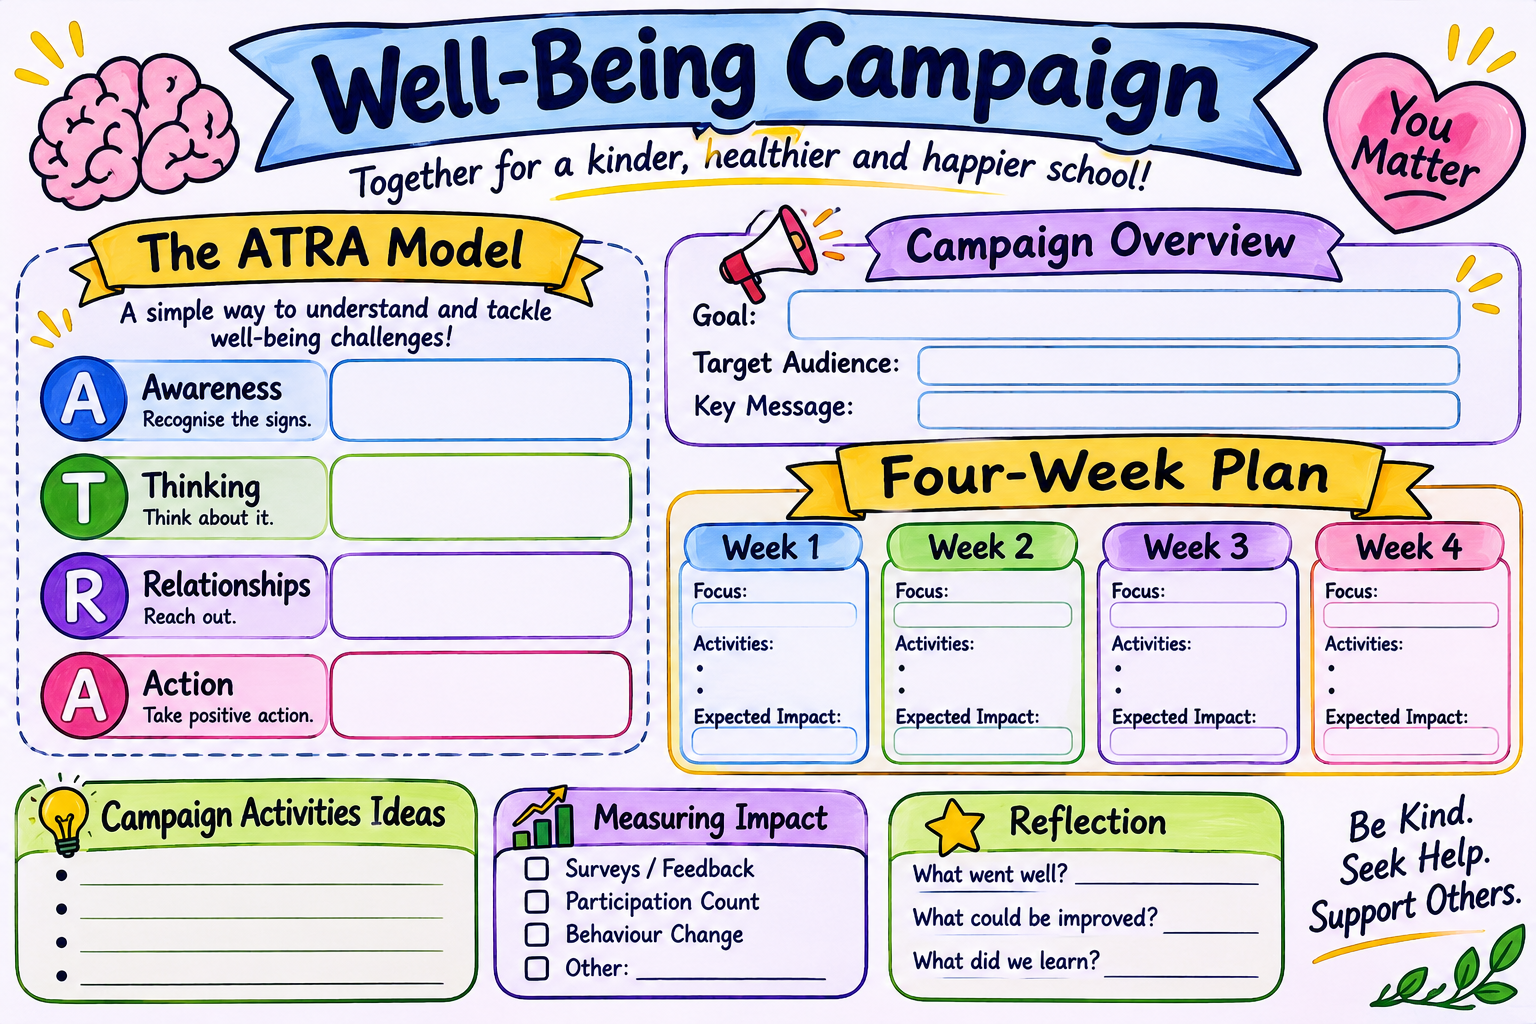 Well-Being Campaign
Together for a kinder, healthier and happier school!
You
Matter
The ATRA Model
A simple way to understand and tackle
well-being challenges!
A
Awareness
Recognise the signs.
T
Thinking
Think about it.
R
Relationships
Reach out.
A
Action
Take positive action.
Campaign Overview
Goal:
Target Audience:
Key Message:
Four-Week Plan
Week 1
Focus:
Activities:
•
•
Expected Impact:
Week 2
Focus:
Activities:
•
•
Expected Impact:
Week 3
Focus:
Activities:
•
•
Expected Impact:
Week 4
Focus:
Activities:
•
•
Expected Impact:
Campaign Activities Ideas
•
•
•
•
Measuring Impact
Surveys / Feedback
Participation Count
Behaviour Change
Other:
Reflection
What went well?
What could be improved?
What did we learn?
Be Kind.
Seek Help.
Support Others.